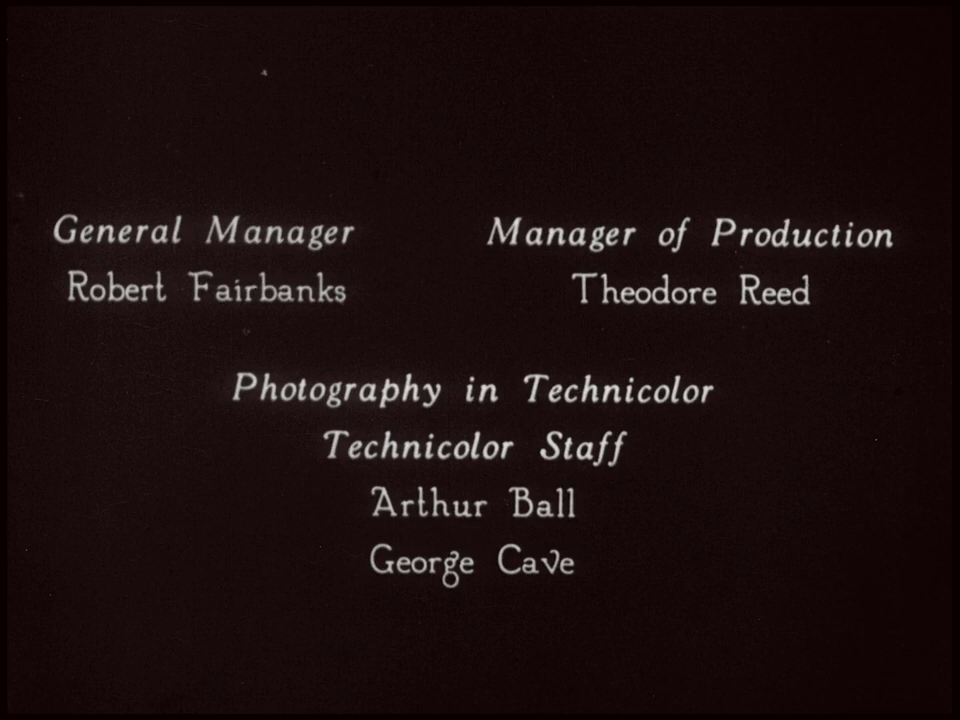 General Manager
Robert Fairbanks
Manager of Production
Theodore Reed
Photography in Technicolor
Technicolor Staff
Arthur Ball
George Cave